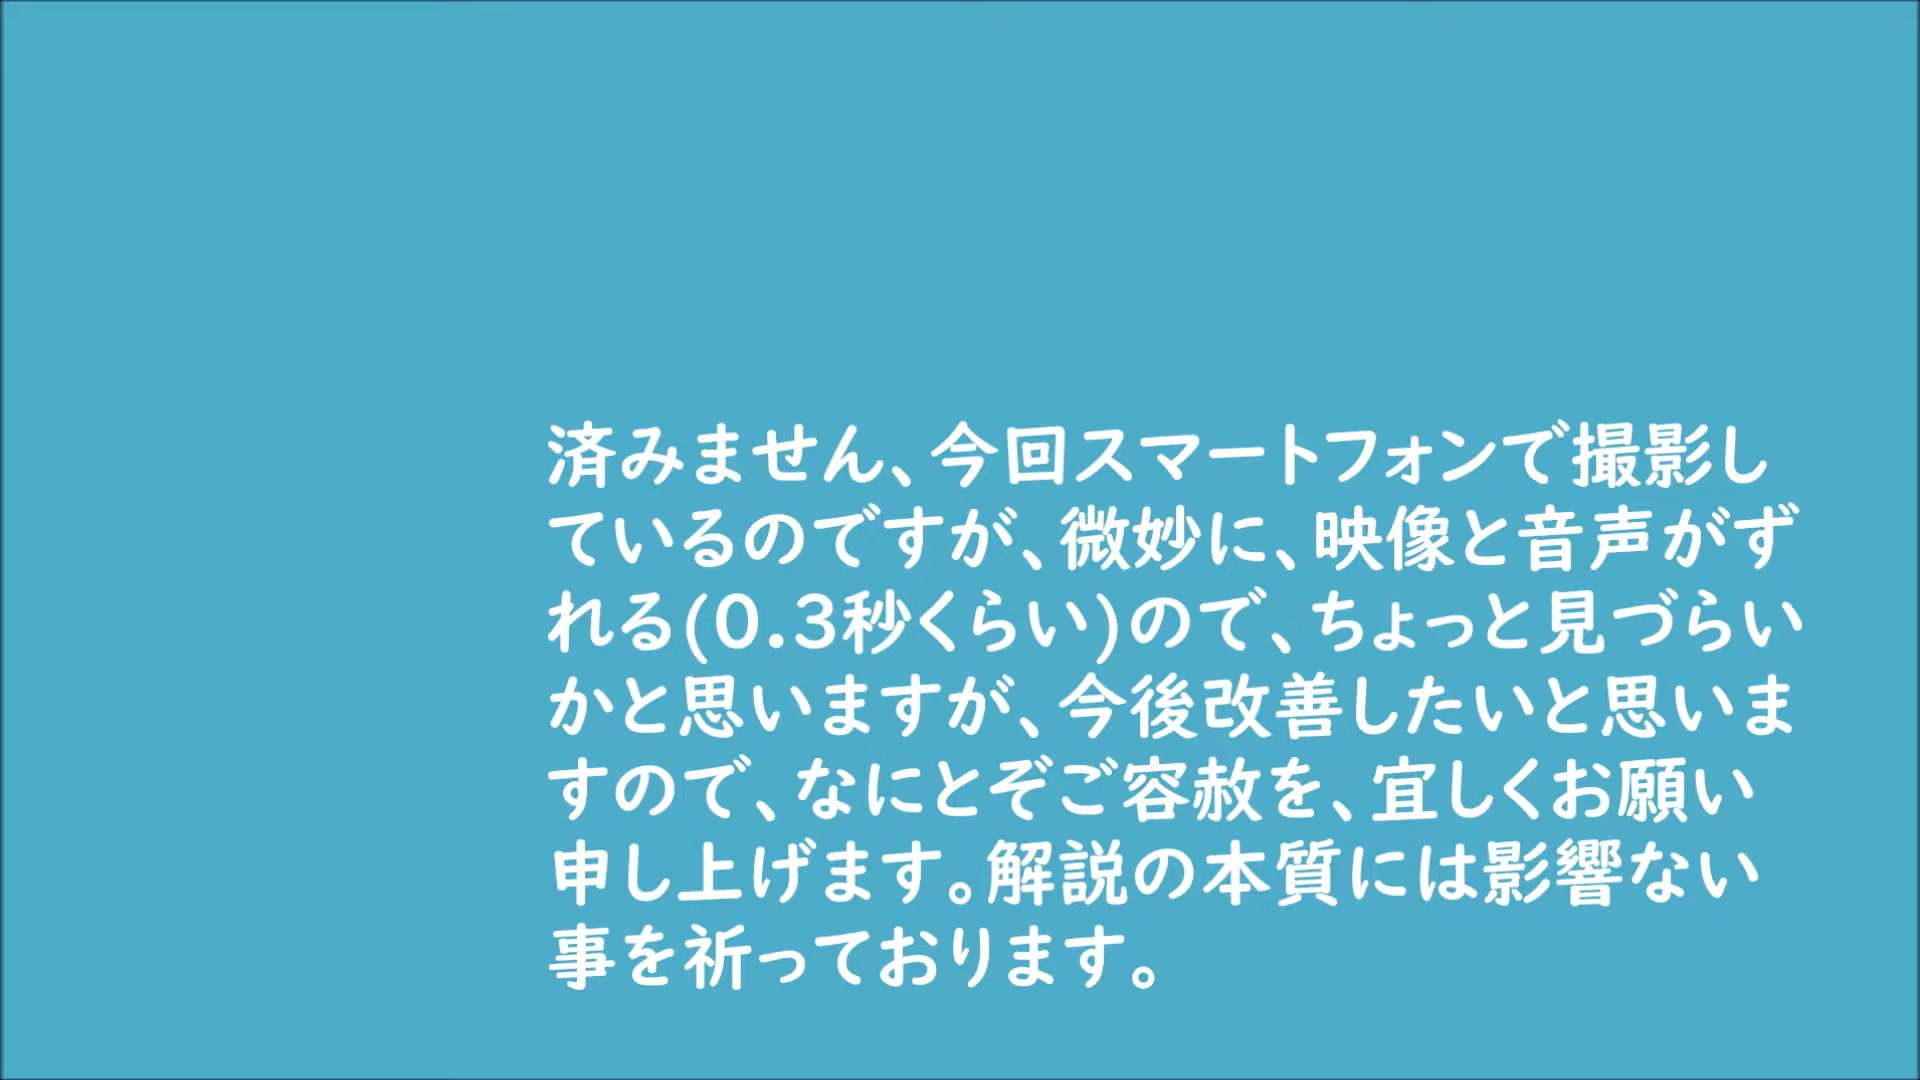 済みません、今回スマートフォンで撮影し
ているのですが、微妙に、映像と音声がず
れる(0.3秒くらい)ので、ちょっと見づらい
かと思いますが、今後改善したいと思いま
すので、なにとぞご容赦を、宜しくお願い
申し上げます。解説の本質には影響ない
事を祈っております。